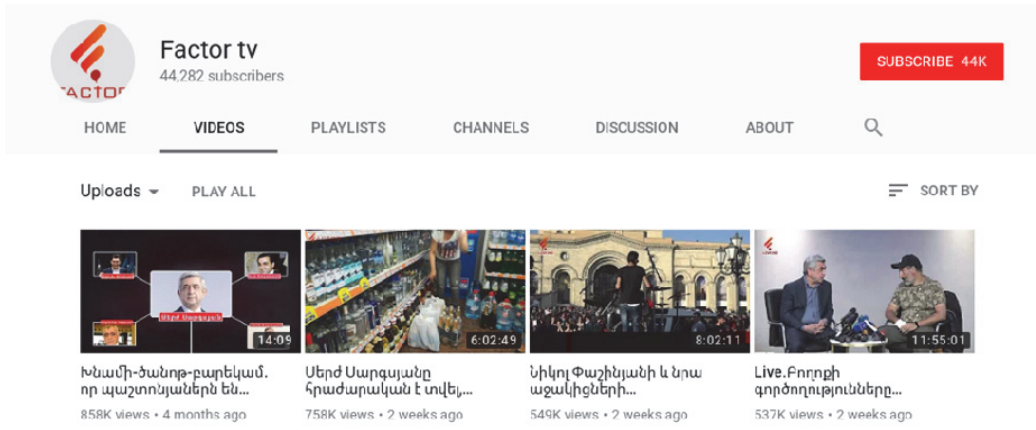 Factor tv
44,282 subscribers
SUBSCRIBE 44K
FACTOR
HOME VIDEOS PLAYLISTS CHANNELS DISCUSSION ABOUT
Uploads PLAY ALL SORT BY
14:09 6:02:49 8:02:11 11:55:01
Խնամի-ծանոթ-բարեկամ.
որ պաշտոնյաներն են...
858K views • 4 months ago
Սերժ Սարգսյանը
հրաժարական է տվել,...
758K views • 2 weeks ago
Նիկոլ Փաշինյանի և նրա
աջակիցների...
549K views • 2 weeks ago
Live.Բողոքի
գործողությունները...
537K views • 2 weeks ago